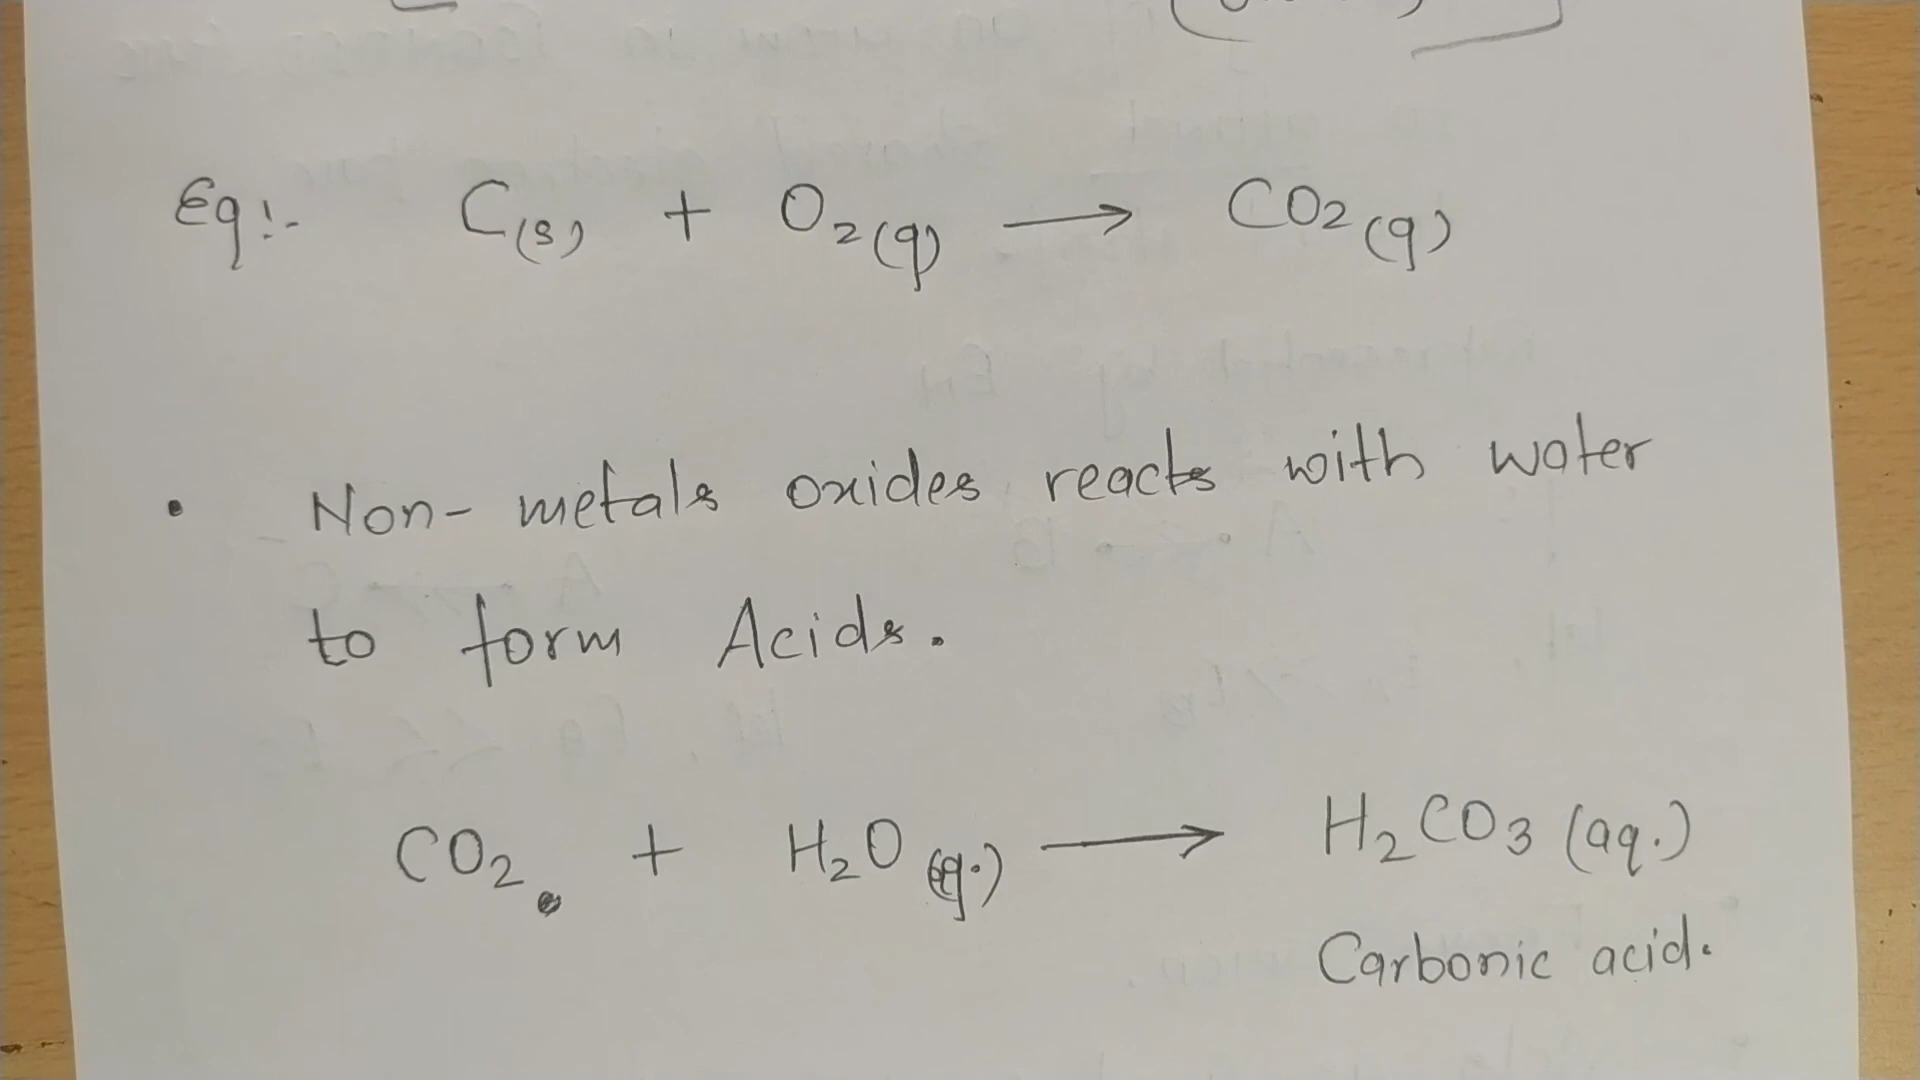 Eg:- C(s) + O2(g) → CO2(g)
• Non-metals oxides reacts with water
to form Acids.
CO2 + H2O → H2CO3 (aq.)
Carbonic acid.